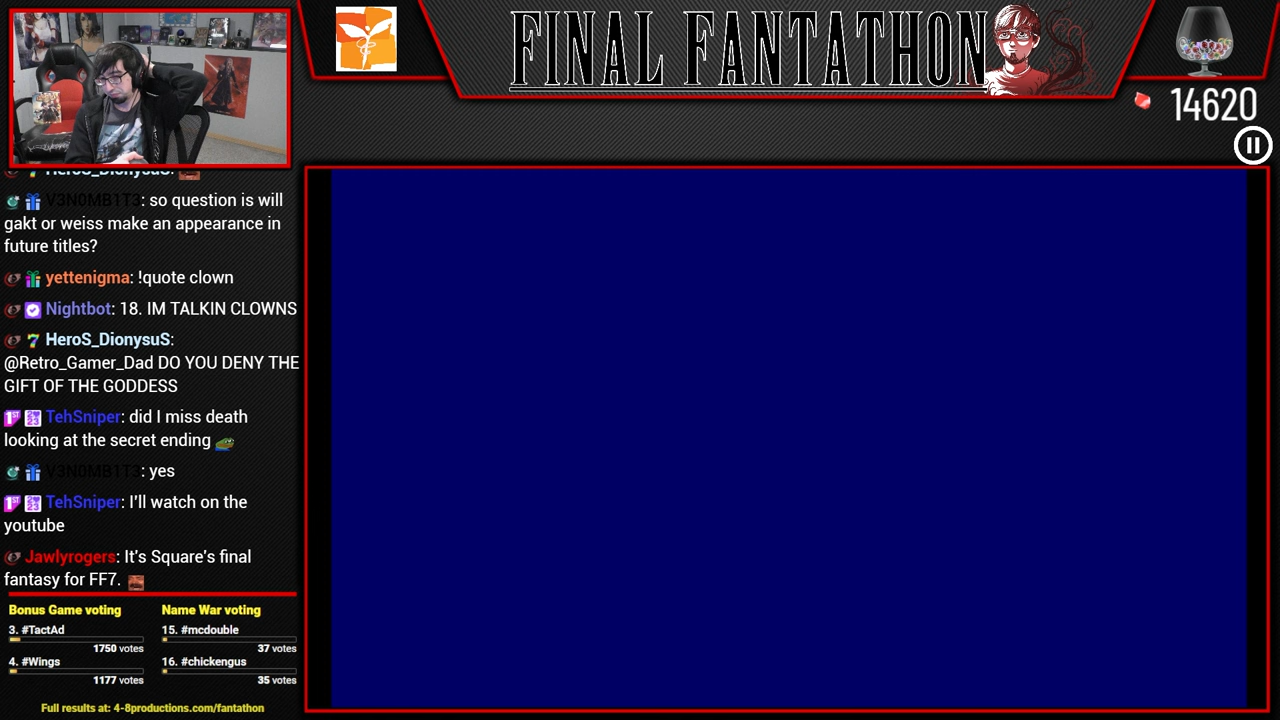 FINAL FANTATHON
14620
HeroS_DionysuS:
V3N0MB1T3: so question is will
gakt or weiss make an appearance in
future titles?
yettenigma: !quote clown
Nightbot: 18. IM TALKIN CLOWNS
HeroS_DionysuS:
@Retro_Gamer_Dad DO YOU DENY THE
GIFT OF THE GODDESS
TehSniper: did I miss death
looking at the secret ending
V3N0MB1T3: yes
TehSniper: I'll watch on the
youtube
Jawlyrogers: It's Square's final
fantasy for FF7.
Bonus Game voting
3. #TactAd
1750 votes
4. #Wings
1177 votes
Name War voting
15. #mcdouble
37 votes
16. #chickengus
35 votes
Full results at: 4-8productions.com/fantathon